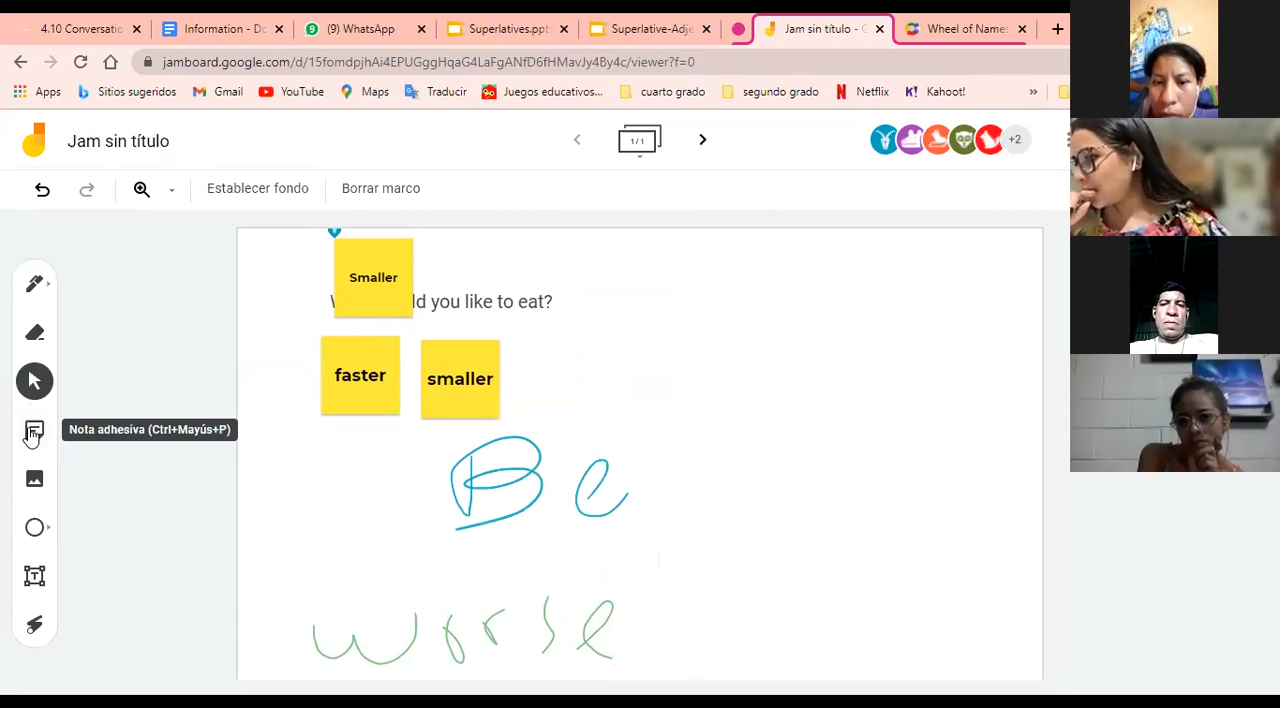 4.10 Conversatio Information - Do (9) WhatsApp Superlatives.ppt Superlative-Adje Jam sin título - G Wheel of Name
jamboard.google.com/d/15fomdpjhAi4EPUGggHqaG4LaFgANfD6fHMavJy4By4c/viewer?f=0
Apps Sitios sugeridos Gmail YouTube Maps Traducir Juegos educativos... cuarto grado segundo grado Netflix K! Kahoot! »
Jam sin título
1/1
+2
Establecer fondo Borrar marco
Smaller
ld you like to eat?
faster smaller
Nota adhesiva (Ctrl+Mayús+P)
Be
worse